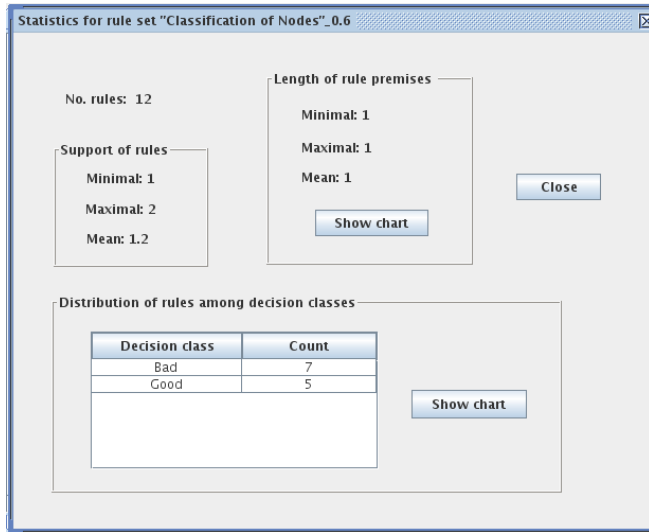 Statistics for rule set "Classification of Nodes"_0.6
No. rules: 12
Support of rules
Minimal: 1
Maximal: 2
Mean: 1.2
Length of rule premises
Minimal: 1
Maximal: 1
Mean: 1
Show chart
Close
Distribution of rules among decision classes
Decision class Count
Bad 7
Good 5
Show chart